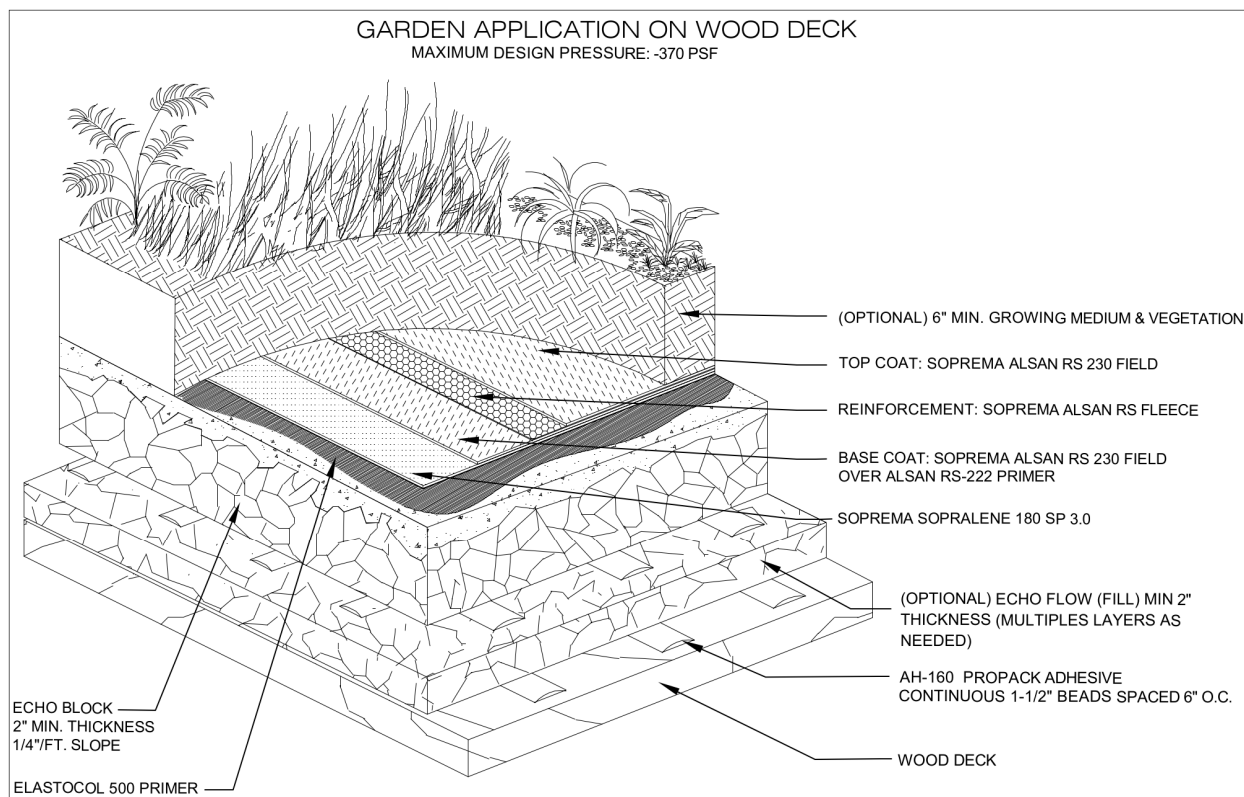 GARDEN APPLICATION ON WOOD DECK
MAXIMUM DESIGN PRESSURE: -370 PSF
(OPTIONAL) 6" MIN. GROWING MEDIUM & VEGETATION
TOP COAT: SOPREMA ALSAN RS 230 FIELD
REINFORCEMENT: SOPREMA ALSAN RS FLEECE
BASE COAT: SOPREMA ALSAN RS 230 FIELD
OVER ALSAN RS-222 PRIMER
SOPREMA SOPRALENE 180 SP 3.0
(OPTIONAL) ECHO FLOW (FILL) MIN 2"
THICKNESS (MULTIPLES LAYERS AS
NEEDED)
AH-160 PROPACK ADHESIVE
CONTINUOUS 1-1/2" BEADS SPACED 6" O.C.
WOOD DECK
ECHO BLOCK
2" MIN. THICKNESS
1/4"/FT. SLOPE
ELASTOCOL 500 PRIMER